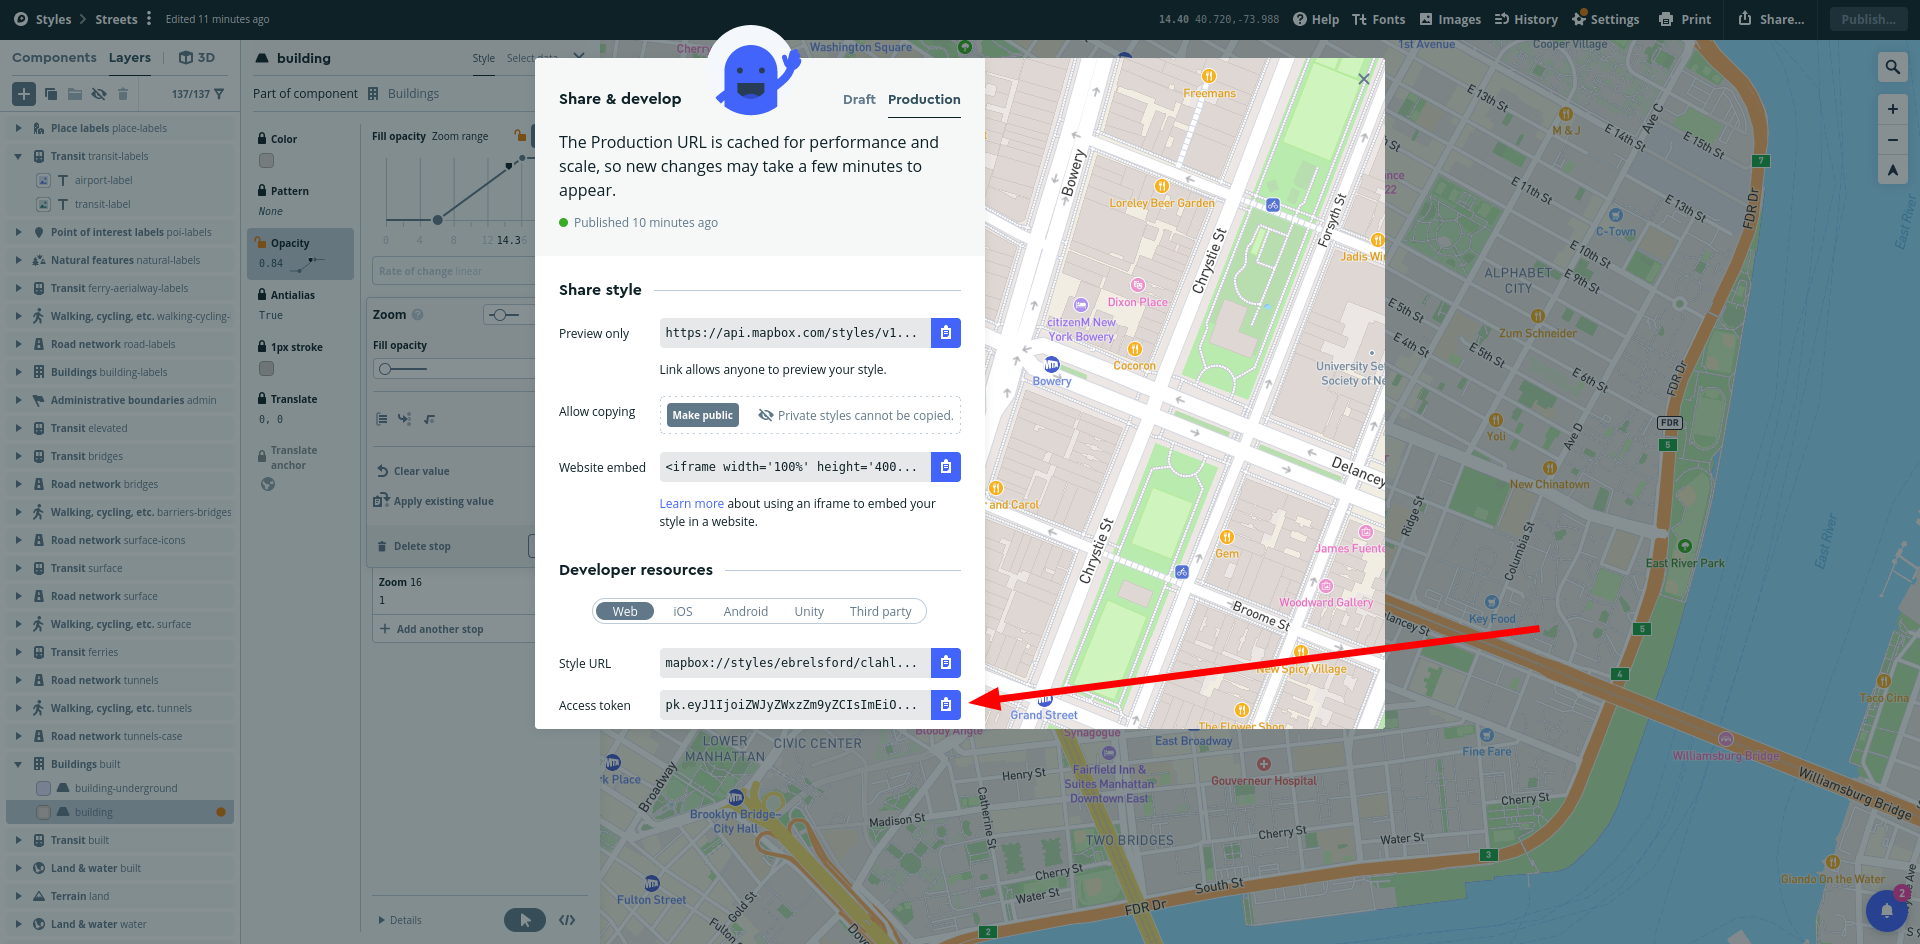 Styles
Streets
Edited 11 minutes ago
14.40 40.720,-73.988
Help
Fonts
Images
History
Settings
Print
Share...
Publish...
Components
Layers
3D
137/137
Place labels place-labels
Transit transit-labels
airport-label
transit-label
Point of interest labels poi-labels
Natural features natural-labels
Transit ferry-aerialway-labels
Walking, cycling, etc. walking-cycling-
Road network road-labels
Buildings building-labels
Administrative boundaries admin
Transit elevated
Transit bridges
Road network bridges
Walking, cycling, etc. barriers-bridges
Road network surface-icons
Transit surface
Road network surface
Walking, cycling, etc. surface
Transit ferries
Road network tunnels
Walking, cycling, etc. tunnels
Road network tunnels-case
Buildings built
building-underground
building
Transit built
Land & water built
Terrain land
Land & water water
building
Style
Select data
Part of component
Buildings
Color
Pattern
None
Opacity
0.84
Antialias
True
1px stroke
Translate
0, 0
Translate
anchor
Fill opacity Zoom range
0 4 8 12 14.3
Rate of change linear
Zoom
Fill opacity
Clear value
Apply existing value
Delete stop
Zoom 16
1
Add another stop
Details
Share & develop
Draft
Production
The Production URL is cached for performance and
scale, so new changes may take a few minutes to
appear.
Published 10 minutes ago
Share style
Preview only
https://api.mapbox.com/styles/v1...
Link allows anyone to preview your style.
Allow copying
Make public
Private styles cannot be copied.
Website embed
<iframe width='100%' height='400...
Learn more about using an iframe to embed your
style in a website.
Developer resources
Web
iOS
Android
Unity
Third party
Style URL
mapbox://styles/ebrelsford/clahl...
Access token
pk.eyJ1IjoiZWJyZWxzZm9yZCIsImEiO...
Freemans
Bowery
Loreley Beer Garden
Chrystie St
Forsyth St
Jadis Wi
Dixon Place
citizenM New
York Bowery
Cocoron
Bowery
University Se
Society of Ne
Delancey
and Carol
Chrystie St
Gem
James Fuente
Woodward Gallery
Broome St
New Spicy Village
Grand Street
The Flower Shop
Cherry
Washington Square
1st Avenue
Cooper Village
E 13th St
M & J
E 14th St
Ave C
E 15th St
7
nce
22
E 11th St
E 13th St
C-Town
FDR Dr
East River
E 10th St
E 9th St
ALPHABET
CITY
E 5th St
Zum Schneider
E 4th St
E 5th St
E 6th St
FDR Dr
FDR
5
Yoli
Ave D
New Chinatown
Ridge St
Columbia St
East River Park
East River
Key Food
elancey St
5
4
Taco Cina
Fine Fare
Williamsburg Bridge
Williamsburg Bridge
Bloody Angle
Synagogue
East Broadway
LOWER
MANHATTAN
CIVIC CENTER
rk Place
Broadway
Henry St
Fairfield Inn &
Suites Manhattan
Downtown East
Gouverneur Hospital
Catherine St
Cherry St
Brooklyn Bridge–
City Hall
Madison St
TWO BRIDGES
Cherry St
Water St
3
Cherry St
Water St
South St
Fulton Street
Fulton St
Gold St
Dove
FDR Dr
2
Giando On the Water
2